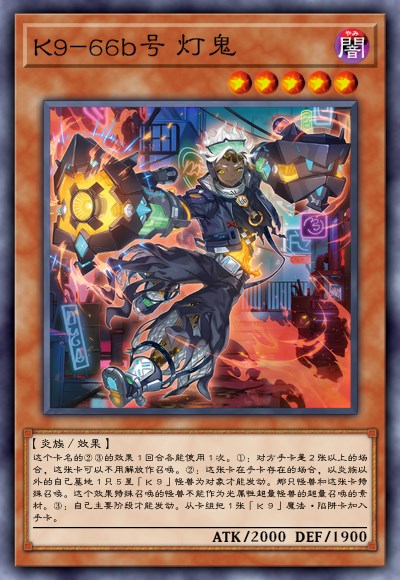 K9-66b号 灯鬼
やみ
闇
【炎族/效果】
这个卡名的②③的效果1回合各能使用1次。①：对方手卡是2张以上的场
合，这张卡可以不用解放作召唤。②：这张卡在手卡存在的场合，以炎族以
外的自己墓地1只5星「K9」怪兽为对象才能发动。那只怪兽和这张卡特
殊召唤。这个效果特殊召唤的怪兽不能作为光属性超量怪兽的超量召唤的素
材。③：自己主要阶段才能发动。从卡组把1张「K9」魔法·陷阱卡加入
手卡。
ATK/2000 DEF/1900